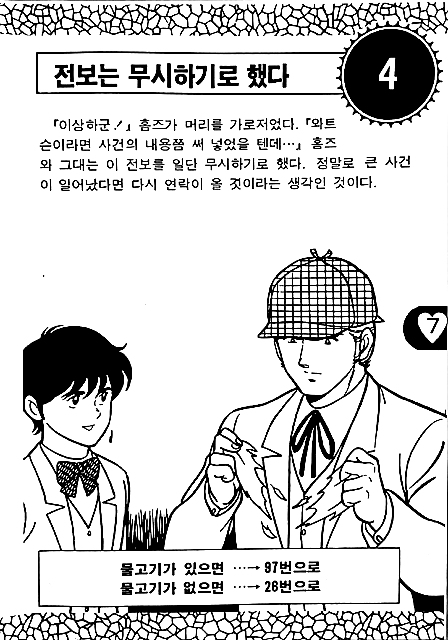 전보는 무시하기로 했다
4
『이상하군!』 홈즈가 머리를 가로저었다. 『와트
슨이라면 사건의 내용쯤 써 넣었을 텐데…』 홈즈
와 그대는 이 전보를 일단 무시하기로 했다. 정말로 큰 사건
이 일어났다면 다시 연락이 올 것이라는 생각인 것이다.
7
물고기가 있으면 …→ 97번으로
물고기가 없으면 …→ 28번으로